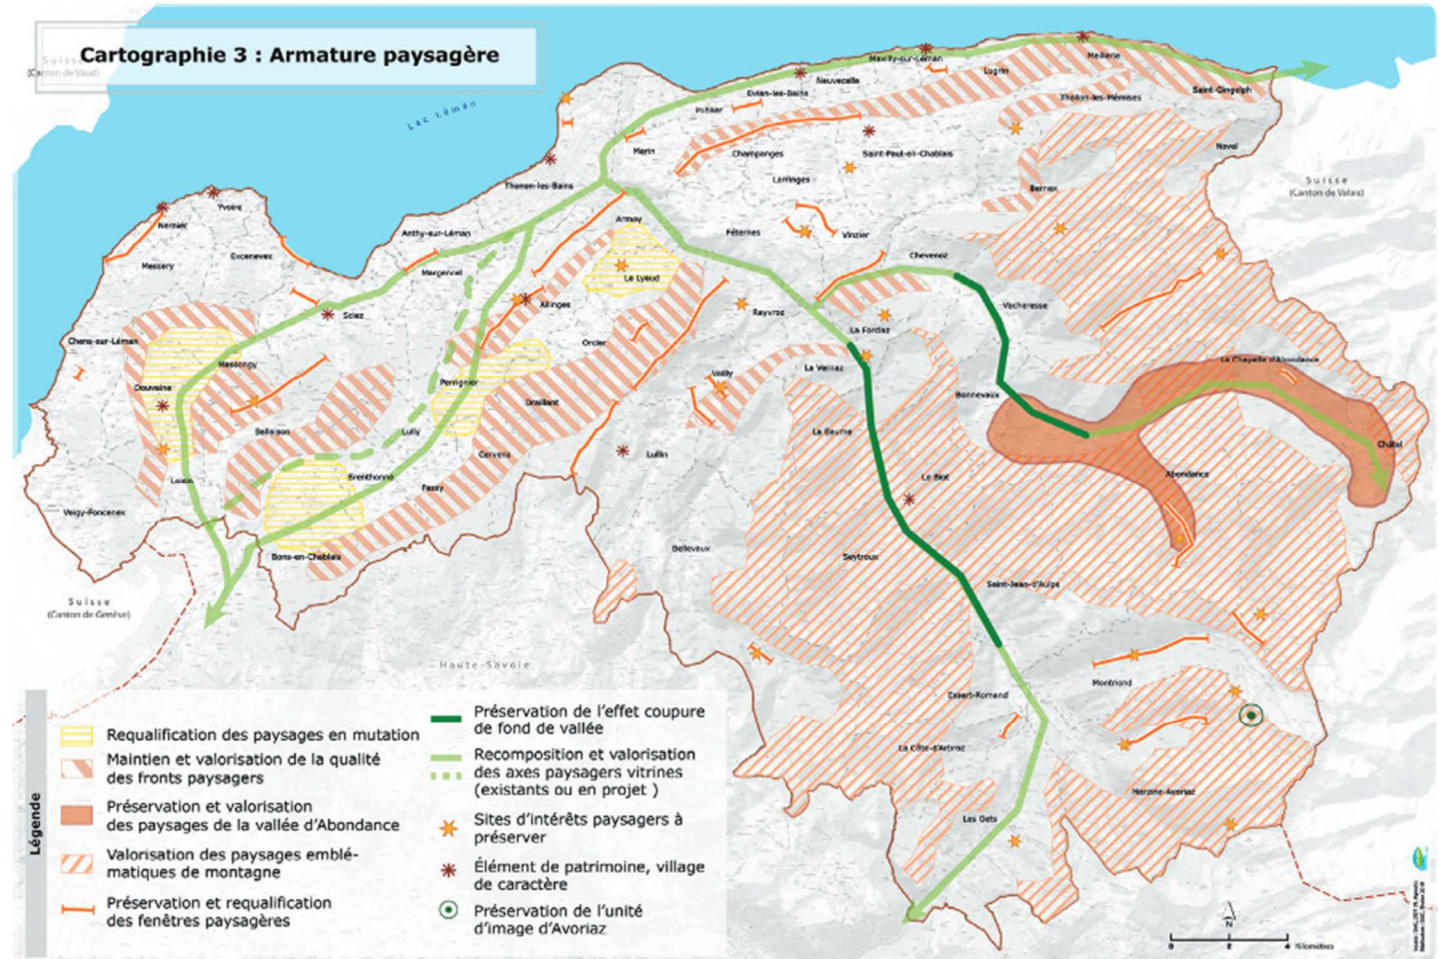 Cartographie 3 : Armature paysagère
Suisse
(Canton de Vaud)
Lac Léman
Meillerie
Maxilly-sur-Léman
Lugrin
Neuvecelle
Evian-les-Bains
Saint-Gingolph
Thollon-les-Mémises
Publier
Marin
Champanges
Saint-Paul-en-Chablais
Novel
Larringes
Suisse
(Canton de Valais)
Thonon-les-Bains
Bernex
Yvoire
Nernier
Armoy
Anthy-sur-Léman
Féternes
Vinzier
Excenevex
Messery
Chevenoz
Margencel
Le Lyaud
Allinges
Vacheresse
Reyvroz
Sciez
La Forclaz
Chens-sur-Léman
Orcier
La Chapelle d'Abondance
Massongy
La Vernaz
Vailly
Douvaine
Perrignier
Bonnevaux
Draillant
Ballaison
Lully
La Baume
Châtel
Cervens
Lullin
Abondance
Loisin
Brenthonne
Le Biot
Fessy
Veigy-Foncenex
Bons-en-Chablais
Bellevaux
Seytroux
Saint-Jean-d'Aulps
Suisse
(Canton de Genève)
Haute-Savoie
Montriond
Essert-Romand
La Côte-d'Arbroz
Morzine-Avoriaz
Les Gets
Légende
Requalification des paysages en mutation
Maintien et valorisation de la qualité
des fronts paysagers
Préservation et valorisation
des paysages de la vallée d'Abondance
Valorisation des paysages emblé-
matiques de montagne
Préservation et requalification
des fenêtres paysagères
Préservation de l'effet coupure
de fond de vallée
Recomposition et valorisation
des axes paysagers vitrines
(existants ou en projet )
Sites d'intérêts paysagers à
préserver
Élément de patrimoine, village
de caractère
Préservation de l'unité
d'image d'Avoriaz
N
0 2 4 Kilomètres